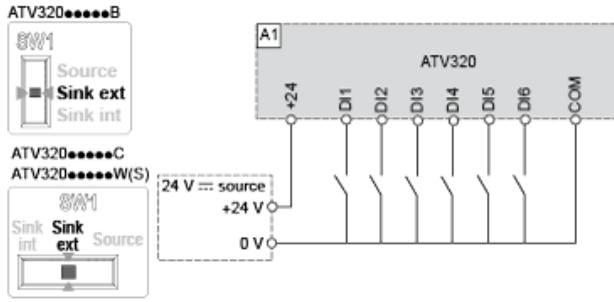 ATV320●●●●●B
SW1
Source
Sink ext
Sink int
ATV320●●●●●C
ATV320●●●●●W(S)
SW1
Sink int
Sink ext
Source
A1
ATV320
+24
DI1
DI2
DI3
DI4
DI5
DI6
COM
24 V ⎓ source
+24 V
0 V